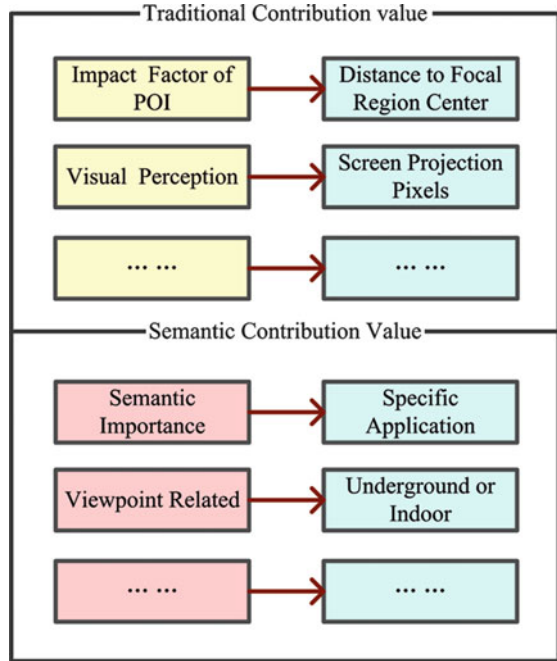 Traditional Contribution value
Impact Factor of
POI
Distance to Focal
Region Center
Visual Perception
Screen Projection
Pixels
... ...
... ...
Semantic Contribution Value
Semantic
Importance
Specific
Application
Viewpoint Related
Underground or
Indoor
... ...
... ...